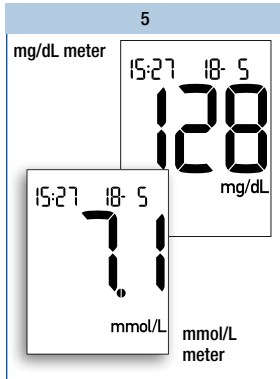 5
mg/dL meter
15:27 18- 5
128
mg/dL
15:27 18- 5
7.1
mmol/L
mmol/L
meter